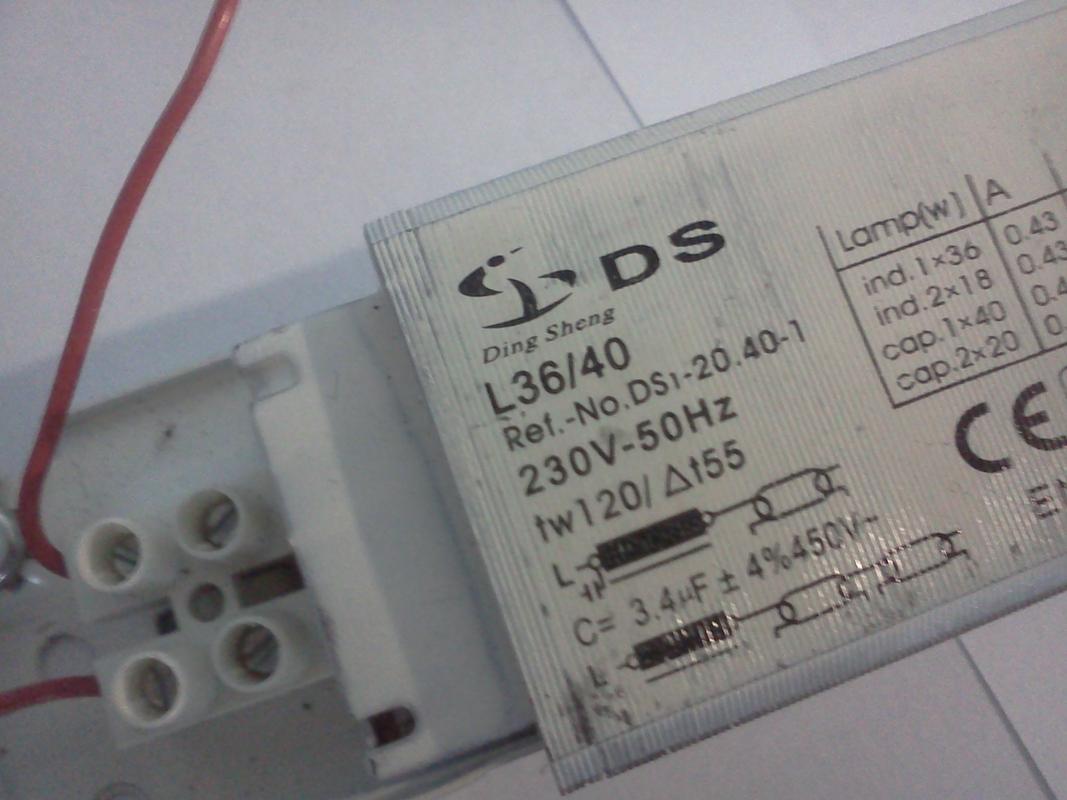 DS
Ding Sheng
L36/40
Ref.-No.DS1-20.40-1
230V-50Hz
tw120/ Δt55
L
C= 3.4µF ± 4%450V~
L
Lamp(w) A
ind.1×36 0.43
ind.2×18 0.43
cap.1×40
cap.2×20
CE